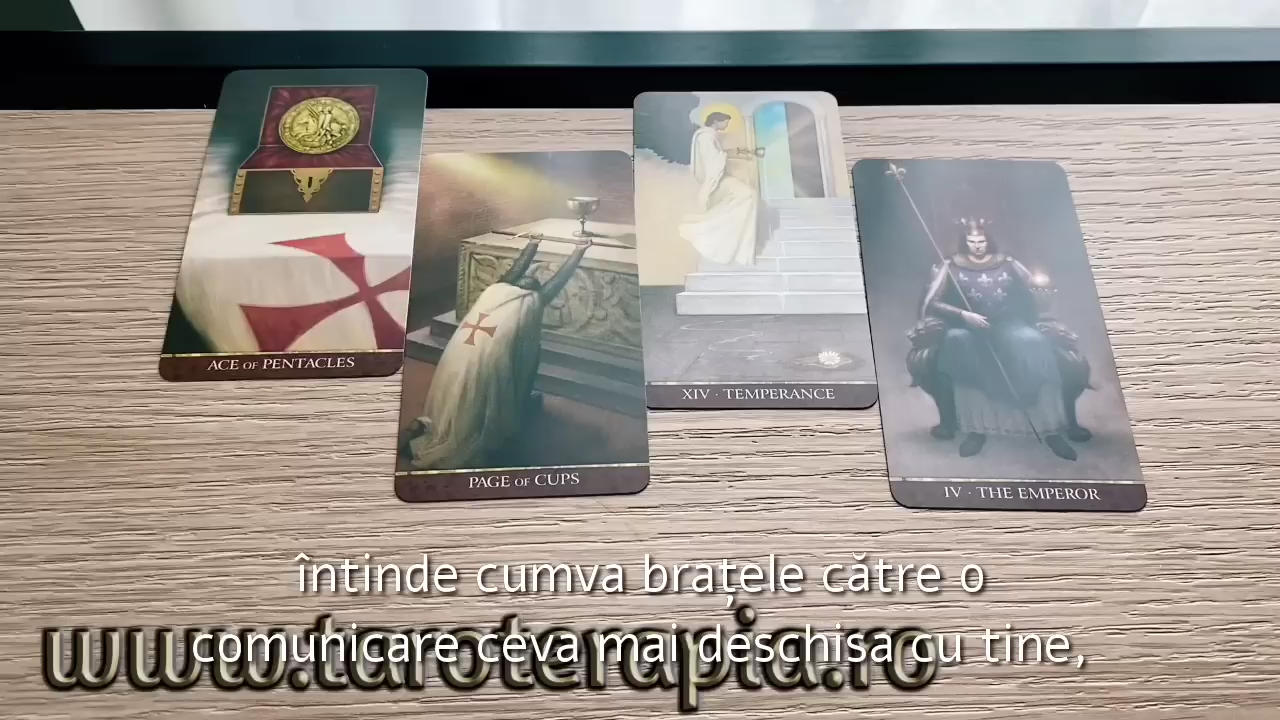 ACE OF PENTACLES
PAGE OF CUPS
XIV · TEMPERANCE
IV · THE EMPEROR
întinde cumva brațele către o
comunicare ceva mai deschisa cu tine,
www.taroterapia.ro